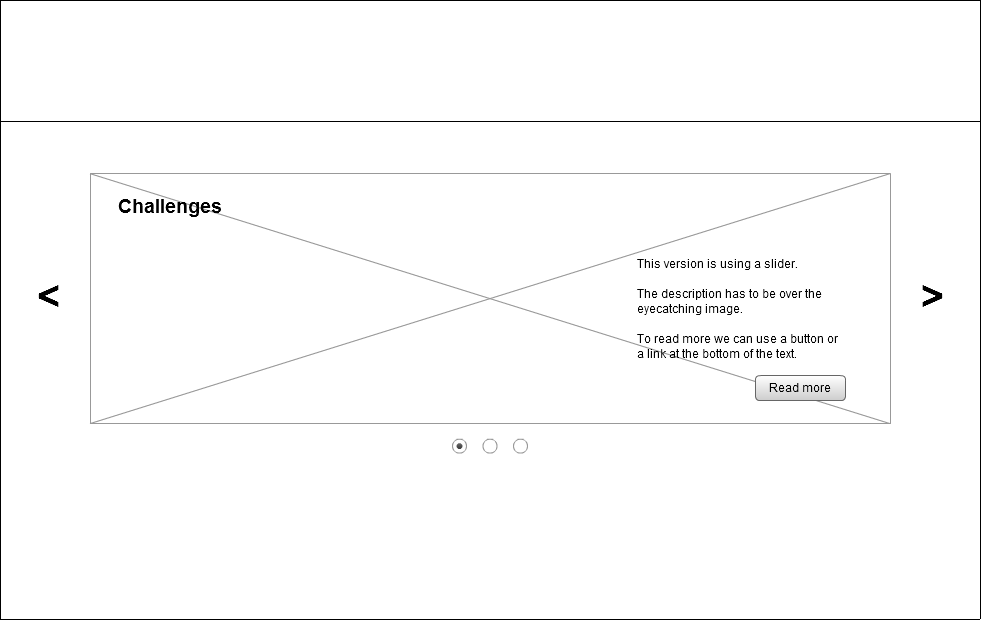 Challenges
This version is using a slider.
The description has to be over the
eyecatching image.
<
>
To read more we can use a button or
a link at the bottom of the text.
Read more